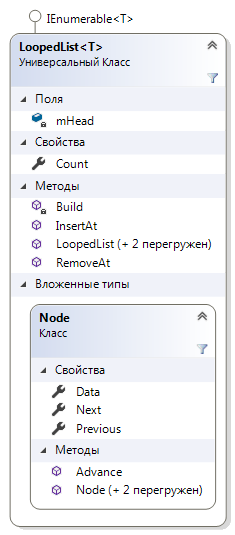 IEnumerable<T>
LoopedList<T>
Универсальный Класс
Поля
mHead
Свойства
Count
Методы
Build
InsertAt
LoopedList (+ 2 перегружен)
RemoveAt
Вложенные типы
Node
Класс
Свойства
Data
Next
Previous
Методы
Advance
Node (+ 2 перегружен)